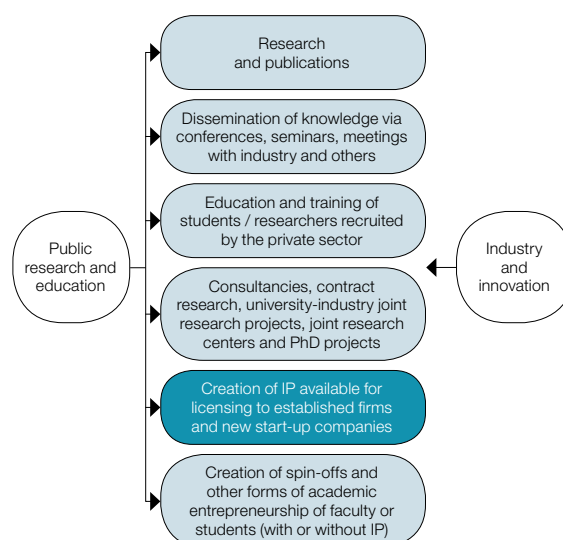 Research
and publications
Dissemination of knowledge via
conferences, seminars, meetings
with industry and others
Education and training of
students / researchers recruited
by the private sector
Public
research and
education
Industry
and
innovation
Consultancies, contract
research, university-industry joint
research projects, joint research
centers and PhD projects
Creation of IP available for
licensing to established firms
and new start-up companies
Creation of spin-offs and
other forms of academic
entrepreneurship of faculty or
students (with or without IP)